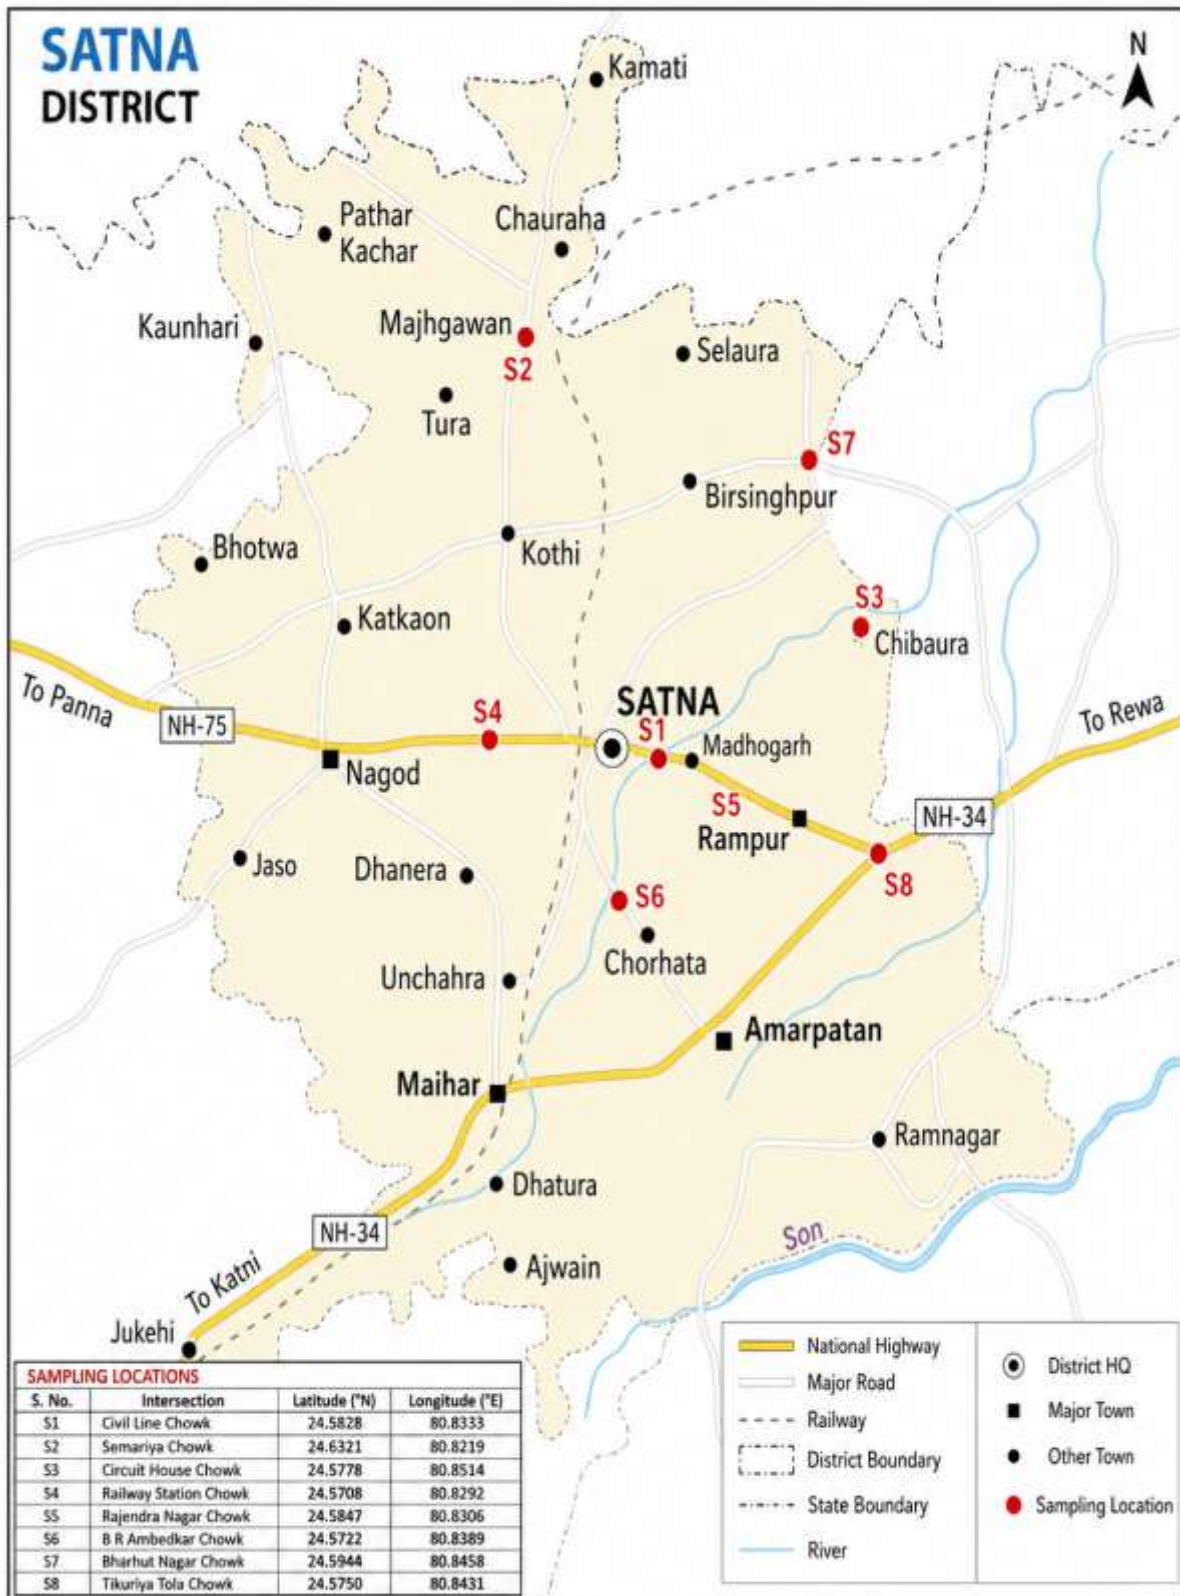 SATNA
DISTRICT
N
Kamati
Pathar
Kachar
Chauraha
Kaunhari
Majhgawan
S2
Selaura
Tura
S7
Birsinghpur
Bhotwa
Kothi
S3
Katkaon
Chibaura
To Panna
NH-75
S4
SATNA
S1
Madhogarh
To Rewa
Nagod
S5
Rampur
NH-34
Jaso
Dhanera
S8
S6
Chorhata
Unchahra
Amarpatan
Maihar
Ramnagar
Dhatura
NH-34
Son
To Katni
Ajwain
Jukehi
SAMPLING LOCATIONS
S. No. Intersection Latitude (°N) Longitude (°E)
S1 Civil Line Chowk 24.5828 80.8333
S2 Semariya Chowk 24.6321 80.8219
S3 Circuit House Chowk 24.5778 80.8514
S4 Railway Station Chowk 24.5708 80.8292
S5 Rajendra Nagar Chowk 24.5847 80.8306
S6 B R Ambedkar Chowk 24.5722 80.8389
S7 Bharhut Nagar Chowk 24.5944 80.8458
S8 Tikuriya Tola Chowk 24.5750 80.8431
National Highway
Major Road
Railway
District Boundary
State Boundary
River
District HQ
Major Town
Other Town
Sampling Location